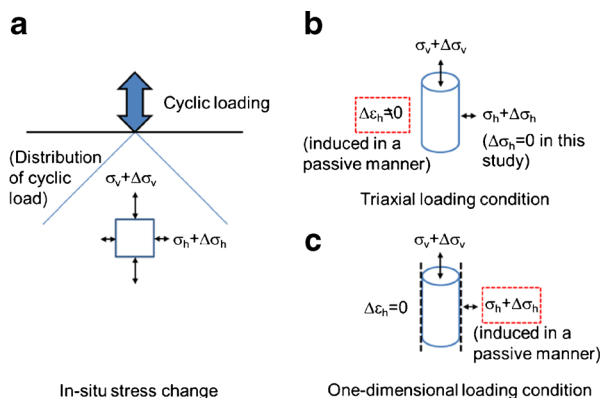 a
Cyclic loading
(Distribution
of cyclic
load)
σv+Δσv
σh+Δσh
In-situ stress change
b
σv+Δσv
Δεh≠0
(induced in a
passive manner)
σh+Δσh
(Δσh=0 in this
study)
Triaxial loading condition
c
σv+Δσv
Δεh=0
σh+Δσh
(induced in a
passive manner)
One-dimensional loading condition